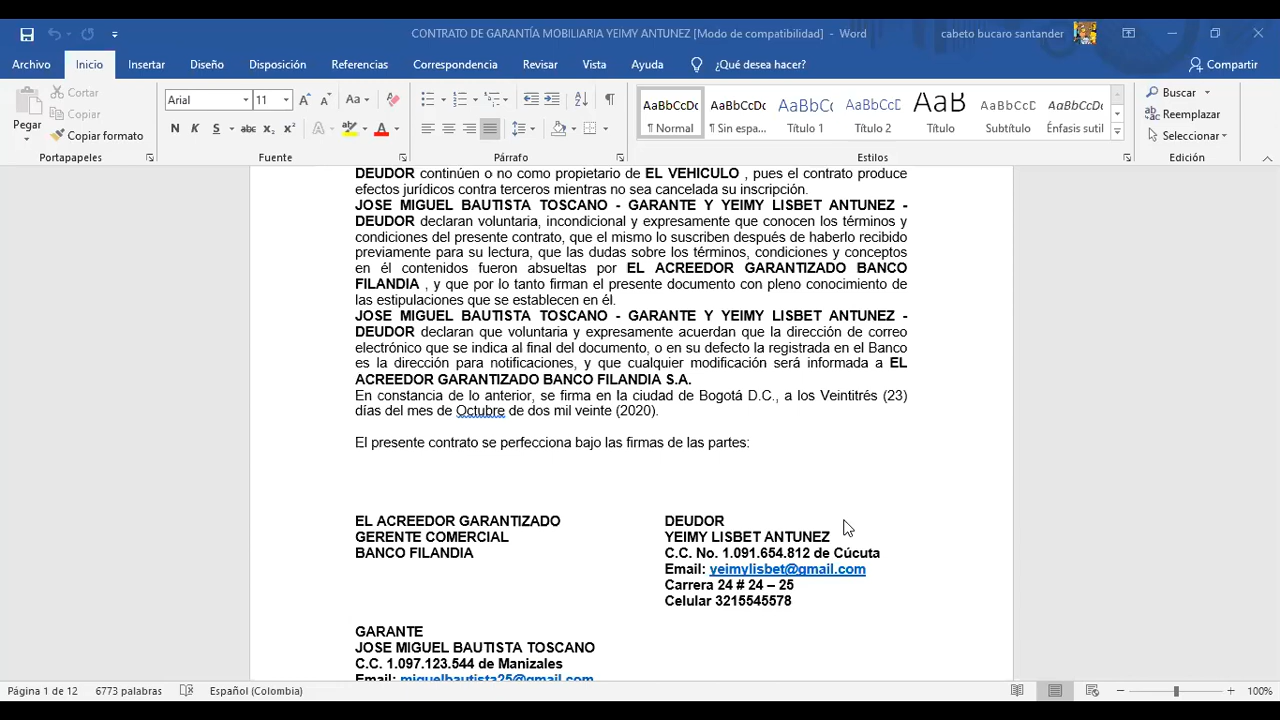 CONTRATO DE GARANTÍA MOBILIARIA YEIMY ANTUNEZ [Modo de compatibilidad] - Word
cabeto bucaro santander
Archivo Inicio Insertar Diseño Disposición Referencias Correspondencia Revisar Vista Ayuda ¿Qué desea hacer? Compartir
Pegar
Cortar
Copiar
Copiar formato
Portapapeles
Arial 11
N K S abc x₂ x²
Fuente
Párrafo
AaBbCcDc AaBbCcDc AaBbC AaBbCcC AaB AaBbCcD AaBbCcDc
¶ Normal ¶ Sin espa... Título 1 Título 2 Título Subtítulo Énfasis sutil
Estilos
Buscar
Reemplazar
Seleccionar
Edición
DEUDOR continúen o no como propietario de EL VEHICULO , pues el contrato produce
efectos jurídicos contra terceros mientras no sea cancelada su inscripción.
JOSE MIGUEL BAUTISTA TOSCANO - GARANTE Y YEIMY LISBET ANTUNEZ -
DEUDOR declaran voluntaria, incondicional y expresamente que conocen los términos y
condiciones del presente contrato, que el mismo lo suscriben después de haberlo recibido
previamente para su lectura, que las dudas sobre los términos, condiciones y conceptos
en él contenidos fueron absueltas por EL ACREEDOR GARANTIZADO BANCO
FILANDIA , y que por lo tanto firman el presente documento con pleno conocimiento de
las estipulaciones que se establecen en él.
JOSE MIGUEL BAUTISTA TOSCANO - GARANTE Y YEIMY LISBET ANTUNEZ -
DEUDOR declaran que voluntaria y expresamente acuerdan que la dirección de correo
electrónico que se indica al final del documento, o en su defecto la registrada en el Banco
es la dirección para notificaciones, y que cualquier modificación será informada a EL
ACREEDOR GARANTIZADO BANCO FILANDIA S.A.
En constancia de lo anterior, se firma en la ciudad de Bogotá D.C., a los Veintitrés (23)
días del mes de Octubre de dos mil veinte (2020).
El presente contrato se perfecciona bajo las firmas de las partes:
EL ACREEDOR GARANTIZADO
GERENTE COMERCIAL
BANCO FILANDIA
DEUDOR
YEIMY LISBET ANTUNEZ
C.C. No. 1.091.654.812 de Cúcuta
Email: yeimylisbet@gmail.com
Carrera 24 # 24 – 25
Celular 3215545578
GARANTE
JOSE MIGUEL BAUTISTA TOSCANO
C.C. 1.097.123.544 de Manizales
Email: miguelbautista25@gmail.com
Página 1 de 12 6773 palabras Español (Colombia) 100%